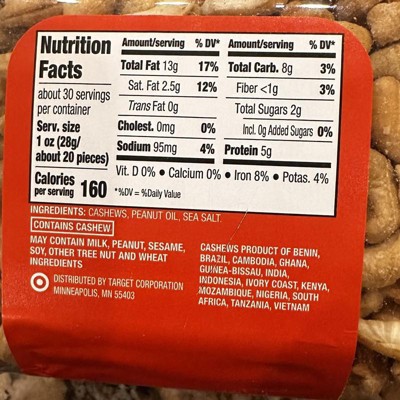 Nutrition
Facts
about 30 servings
per container
Serv. size
1 oz (28g/
about 20 pieces)
Calories
per serving 160
Amount/serving % DV*
Total Fat 13g 17%
Sat. Fat 2.5g 12%
Trans Fat 0g
Cholest. 0mg 0%
Sodium 95mg 4%
Amount/serving % DV*
Total Carb. 8g 3%
Fiber <1g 3%
Total Sugars 2g
Incl. 0g Added Sugars 0%
Protein 5g
Vit. D 0% • Calcium 0% • Iron 8% • Potas. 4%
*%DV = %Daily Value
INGREDIENTS: CASHEWS, PEANUT OIL, SEA SALT.
CONTAINS CASHEW
MAY CONTAIN MILK, PEANUT, SESAME,
SOY, OTHER TREE NUT AND WHEAT
INGREDIENTS
DISTRIBUTED BY TARGET CORPORATION
MINNEAPOLIS, MN 55403
CASHEWS PRODUCT OF BENIN,
BRAZIL, CAMBODIA, GHANA,
GUINEA-BISSAU, INDIA,
INDONESIA, IVORY COAST, KENYA,
MOZAMBIQUE, NIGERIA, SOUTH
AFRICA, TANZANIA, VIETNAM